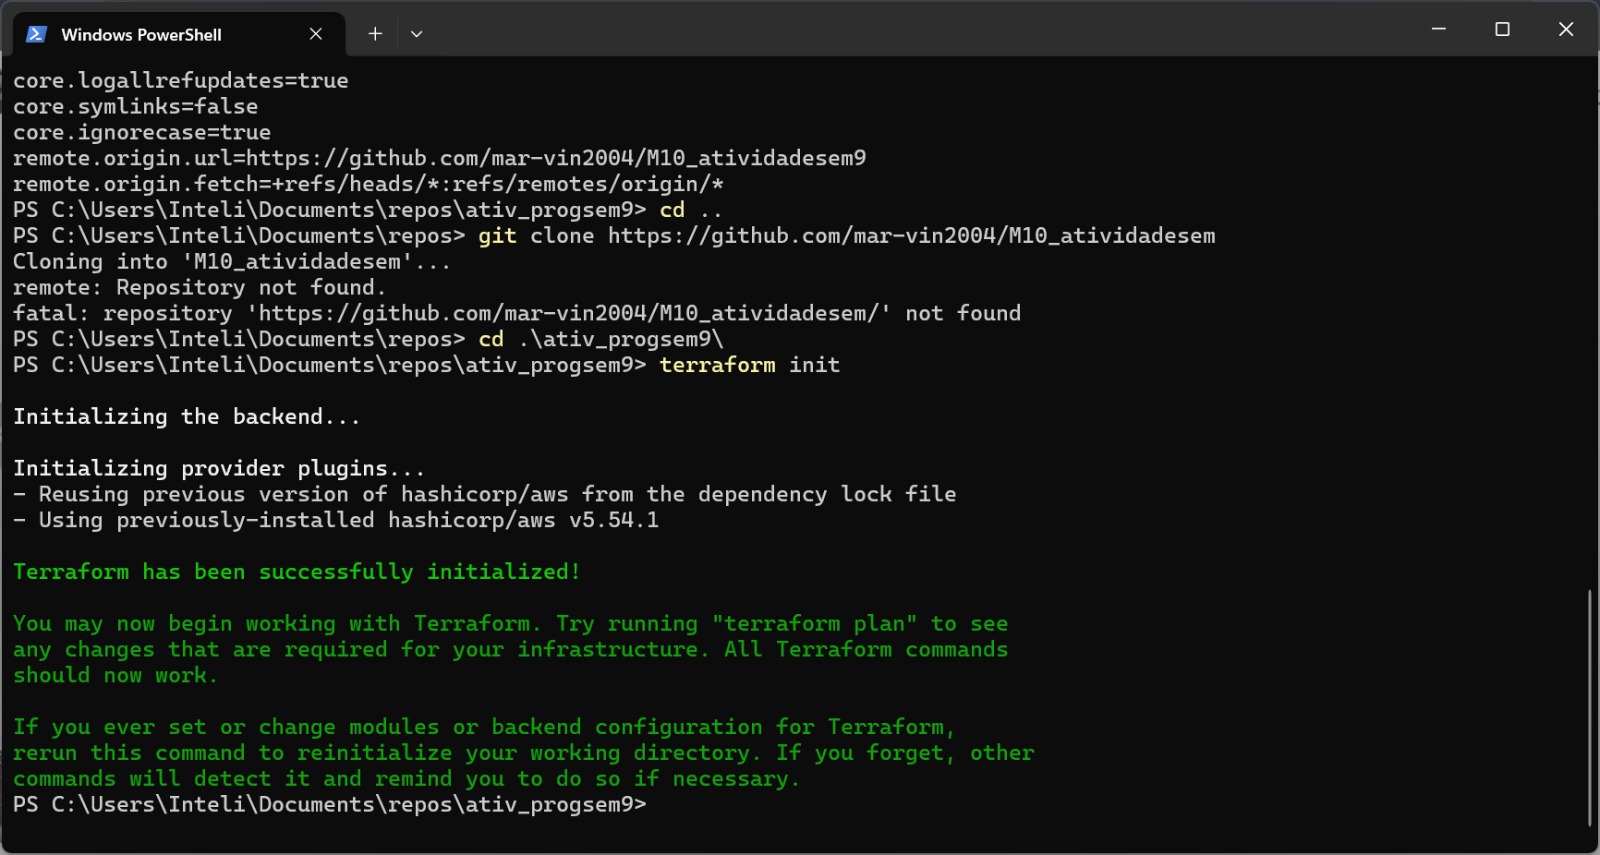 Windows PowerShell
core.logallrefupdates=true
core.symlinks=false
core.ignorecase=true
remote.origin.url=https://github.com/mar-vin2004/M10_atividadesem9
remote.origin.fetch=+refs/heads/*:refs/remotes/origin/*
PS C:\Users\Inteli\Documents\repos\ativ_progsem9> cd ..
PS C:\Users\Inteli\Documents\repos> git clone https://github.com/mar-vin2004/M10_atividadesem
Cloning into 'M10_atividadesem'...
remote: Repository not found.
fatal: repository 'https://github.com/mar-vin2004/M10_atividadesem/' not found
PS C:\Users\Inteli\Documents\repos> cd .\ativ_progsem9\
PS C:\Users\Inteli\Documents\repos\ativ_progsem9> terraform init
Initializing the backend...
Initializing provider plugins...
- Reusing previous version of hashicorp/aws from the dependency lock file
- Using previously-installed hashicorp/aws v5.54.1
Terraform has been successfully initialized!
You may now begin working with Terraform. Try running "terraform plan" to see
any changes that are required for your infrastructure. All Terraform commands
should now work.
If you ever set or change modules or backend configuration for Terraform,
rerun this command to reinitialize your working directory. If you forget, other
commands will detect it and remind you to do so if necessary.
PS C:\Users\Inteli\Documents\repos\ativ_progsem9>